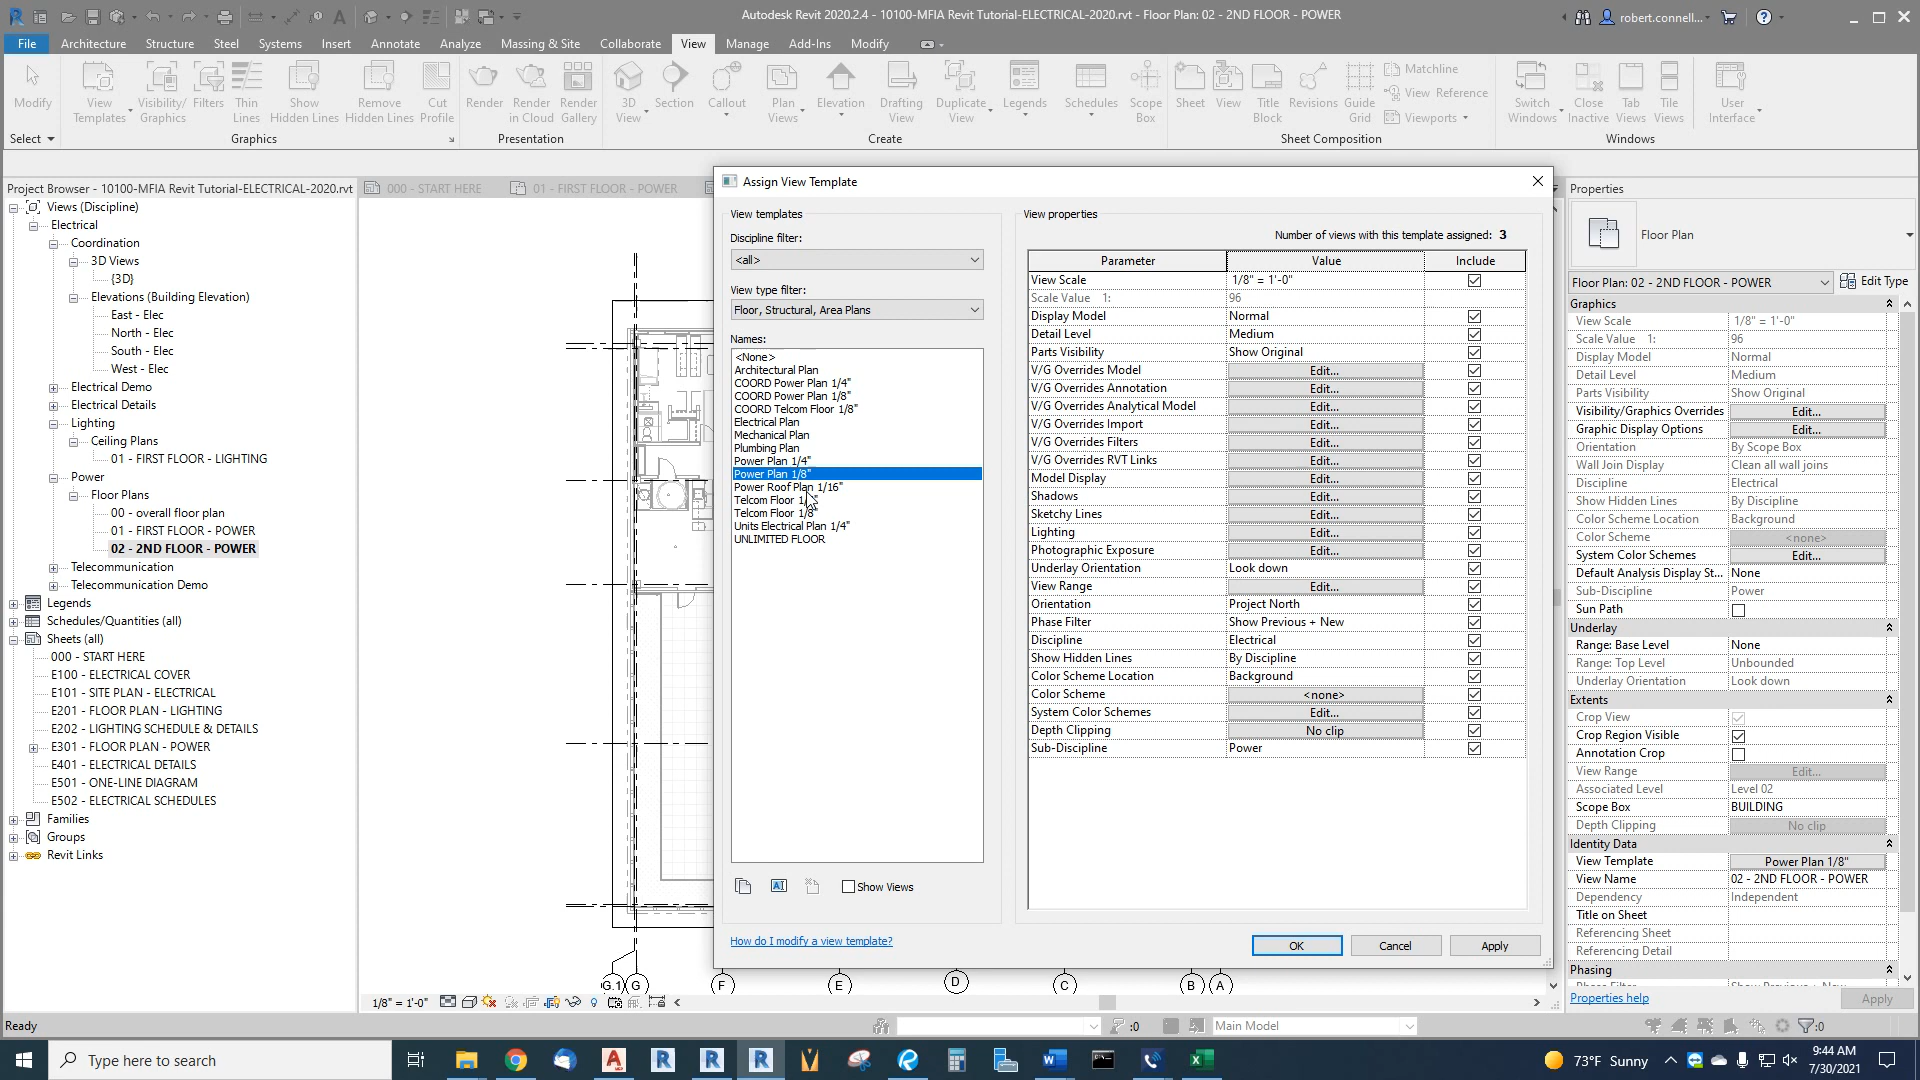 Autodesk Revit 2020.2.4 - 10100-MFIA Revit Tutorial-ELECTRICAL-2020.rvt - Floor Plan: 02 - 2ND FLOOR - POWER
robert.connell...
File Architecture Structure Steel Systems Insert Annotate Analyze Massing & Site Collaborate View Manage Add-Ins Modify
Modify
View Templates
Visibility/ Graphics
Filters
Thin Lines
Show Hidden Lines
Remove Hidden Lines
Cut Profile
Render
Render in Cloud
Render Gallery
3D View
Section
Callout
Plan Views
Elevation
Drafting View
Duplicate View
Legends
Schedules
Scope Box
Sheet
View
Title Block
Revisions
Guide Grid
Matchline
View Reference
Viewports
Switch Windows
Close Inactive
Tab Views
Tile Views
User Interface
Select Graphics Presentation Create Sheet Composition Windows
Project Browser - 10100-MFIA Revit Tutorial-ELECTRICAL-2020.rvt
Views (Discipline)
Electrical
Coordination
3D Views
{3D}
Elevations (Building Elevation)
East - Elec
North - Elec
South - Elec
West - Elec
Electrical Demo
Electrical Details
Lighting
Ceiling Plans
01 - FIRST FLOOR - LIGHTING
Power
Floor Plans
00 - overall floor plan
01 - FIRST FLOOR - POWER
02 - 2ND FLOOR - POWER
Telecommunication
Telecommunication Demo
Legends
Schedules/Quantities (all)
Sheets (all)
000 - START HERE
E100 - ELECTRICAL COVER
E101 - SITE PLAN - ELECTRICAL
E201 - FLOOR PLAN - LIGHTING
E202 - LIGHTING SCHEDULE & DETAILS
E301 - FLOOR PLAN - POWER
E401 - ELECTRICAL DETAILS
E501 - ONE-LINE DIAGRAM
E502 - ELECTRICAL SCHEDULES
Families
Groups
Revit Links
000 - START HERE
01 - FIRST FLOOR - POWER
G.1 G F E D C B A
1/8" = 1'-0"
Assign View Template
View templates
Discipline filter:
<all>
View type filter:
Floor, Structural, Area Plans
Names:
<None>
Architectural Plan
COORD Power Plan 1/4"
COORD Power Plan 1/8"
COORD Telcom Floor 1/8"
Electrical Plan
Mechanical Plan
Plumbing Plan
Power Plan 1/4"
Power Plan 1/8"
Power Roof Plan 1/16"
Telcom Floor
Telcom Floor 1/8"
Units Electrical Plan 1/4"
UNLIMITED FLOOR
Show Views
How do I modify a view template?
View properties
Number of views with this template assigned: 3
Parameter Value Include
View Scale 1/8" = 1'-0"
Scale Value 1: 96
Display Model Normal
Detail Level Medium
Parts Visibility Show Original
V/G Overrides Model Edit...
V/G Overrides Annotation Edit...
V/G Overrides Analytical Model Edit...
V/G Overrides Import Edit...
V/G Overrides Filters Edit...
V/G Overrides RVT Links Edit...
Model Display Edit...
Shadows Edit...
Sketchy Lines Edit...
Lighting Edit...
Photographic Exposure Edit...
Underlay Orientation Look down
View Range Edit...
Orientation Project North
Phase Filter Show Previous + New
Discipline Electrical
Show Hidden Lines By Discipline
Color Scheme Location Background
Color Scheme <none>
System Color Schemes Edit...
Depth Clipping No clip
Sub-Discipline Power
OK Cancel Apply
Properties
Floor Plan
Floor Plan: 02 - 2ND FLOOR - POWER Edit Type
Graphics
View Scale 1/8" = 1'-0"
Scale Value 1: 96
Display Model Normal
Detail Level Medium
Parts Visibility Show Original
Visibility/Graphics Overrides Edit...
Graphic Display Options Edit...
Orientation By Scope Box
Wall Join Display Clean all wall joins
Discipline Electrical
Show Hidden Lines By Discipline
Color Scheme Location Background
Color Scheme <none>
System Color Schemes Edit...
Default Analysis Display St... None
Sub-Discipline Power
Sun Path
Underlay
Range: Base Level None
Range: Top Level Unbounded
Underlay Orientation Look down
Extents
Crop View
Crop Region Visible
Annotation Crop
View Range Edit...
Associated Level Level 02
Scope Box BUILDING
Depth Clipping No clip
Identity Data
View Template Power Plan 1/8"
View Name 02 - 2ND FLOOR - POWER
Dependency Independent
Title on Sheet
Referencing Sheet
Referencing Detail
Phasing
Properties help Apply
Ready
:0
Main Model
:0
Type here to search
73°F Sunny
9:44 AM
7/30/2021